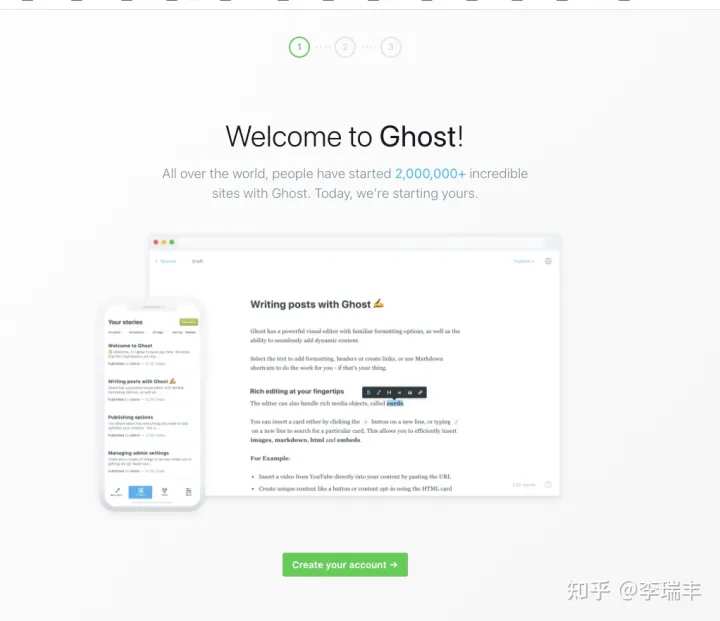 1
2
3
Welcome to Ghost!
All over the world, people have started 2,000,000+ incredible
sites with Ghost. Today, we're starting yours.
Stories
Draft
Writing posts with Ghost ✍️
Ghost has a powerful visual editor with familiar formatting options, as well as the
ability to seamlessly add dynamic content.
Select the text to add formatting, headers or create links, or use Markdown
shortcuts to do the work for you - if that's your thing.
Rich editing at your fingertips
The editor can also handle rich media objects, called cards.
You can insert a card either by clicking the + button on a new line, or typing /
on a new line to search for a particular card. This allows you to efficiently insert
images, markdown, html and embeds.
For Example:
• Insert a video from YouTube directly into your content by pasting the URL
• Create unique content like a button or content opt-in using the HTML card
Your stories
Welcome to Ghost
Writing posts with Ghost ✍️
Publishing options
Managing admin settings
Create your account →
知乎 @李瑞丰